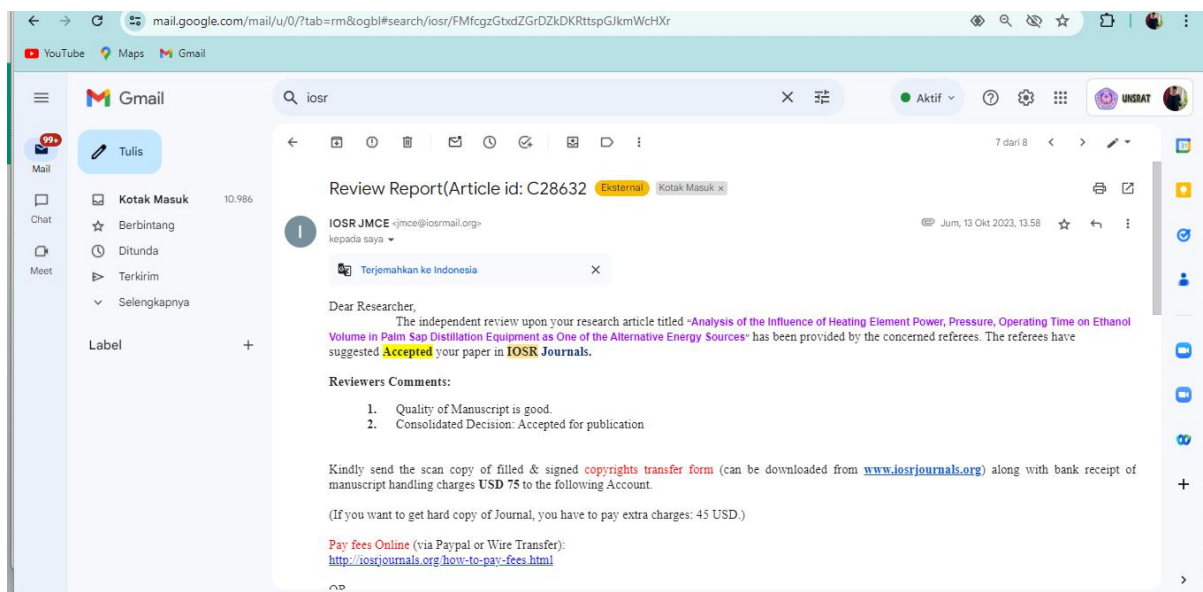 mail.google.com/mail/u/0/?tab=rm&ogbl#search/iosr/FMfcgzGtxdZGrDZkDKRttspGJkmWcHXr
YouTube Maps Gmail
Gmail
iosr
Aktif
UNSRAT
99+
Mail
Chat
Meet
Tulis
Kotak Masuk 10.986
Berbintang
Ditunda
Terkirim
Selengkapnya
Label
7 dari 8
Review Report(Article id: C28632 Eksternal Kotak Masuk x
IOSR JMCE <jmce@iosrmail.org>
Jum, 13 Okt 2023, 13.58
kepada saya
Terjemahkan ke Indonesia
Dear Researcher,
The independent review upon your research article titled "Analysis of the Influence of Heating Element Power, Pressure, Operating Time on Ethanol
Volume in Palm Sap Distillation Equipment as One of the Alternative Energy Sources" has been provided by the concerned referees. The referees have
suggested Accepted your paper in IOSR Journals.
Reviewers Comments:
1. Quality of Manuscript is good.
2. Consolidated Decision: Accepted for publication
Kindly send the scan copy of filled & signed copyrights transfer form (can be downloaded from www.iosrjournals.org) along with bank receipt of
manuscript handling charges USD 75 to the following Account.
(If you want to get hard copy of Journal, you have to pay extra charges: 45 USD.)
Pay fees Online (via Paypal or Wire Transfer):
http://iosrjournals.org/how-to-pay-fees.html
OR